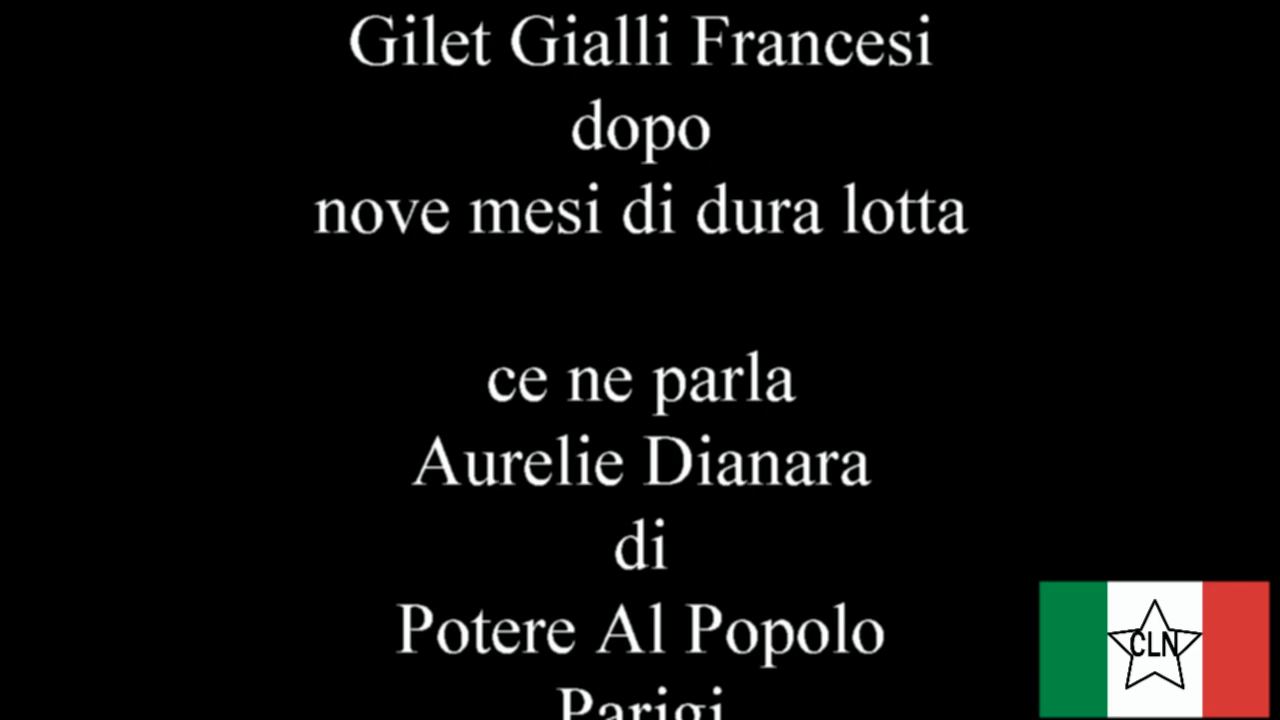 Gilet Gialli Francesi
dopo
nove mesi di dura lotta
ce ne parla
Aurelie Dianara
di
Potere Al Popolo
Parigi
CLN